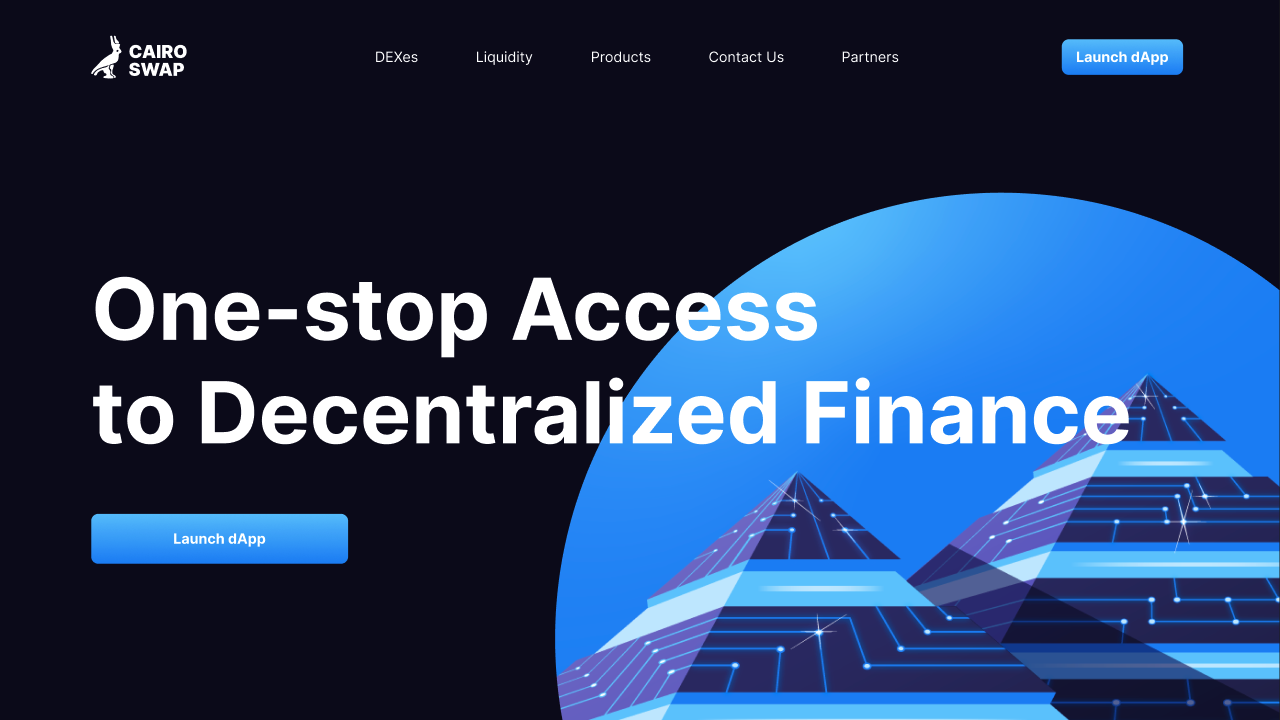 CAIRO
SWAP
DEXes
Liquidity
Products
Contact Us
Partners
Launch dApp
One-stop Access
to Decentralized Finance
Launch dApp